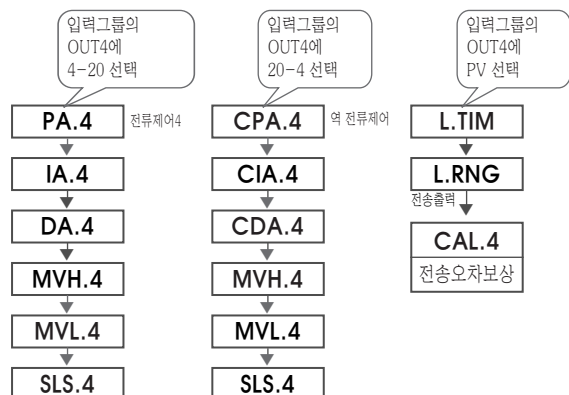 입력그룹의
OUT4에
4-20 선택
PA.4
전류제어4
IA.4
DA.4
MVH.4
MVL.4
SLS.4
입력그룹의
OUT4에
20-4 선택
CPA.4
역 전류제어
CIA.4
CDA.4
MVH.4
MVL.4
SLS.4
입력그룹의
OUT4에
PV 선택
L.TIM
L.RNG
전송출력
CAL.4
전송오차보상